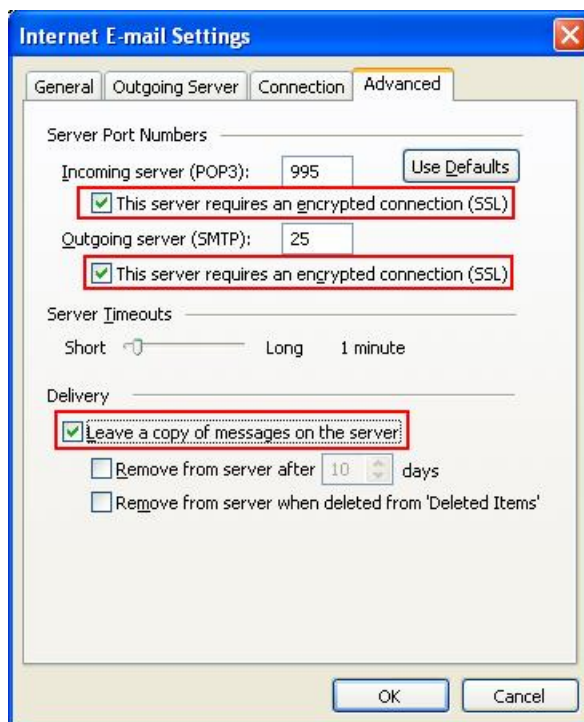 Internet E-mail Settings
General Outgoing Server Connection Advanced
Server Port Numbers
Incoming server (POP3): 995 Use Defaults
This server requires an encrypted connection (SSL)
Outgoing server (SMTP): 25
This server requires an encrypted connection (SSL)
Server Timeouts
Short Long 1 minute
Delivery
Leave a copy of messages on the server
Remove from server after 10 days
Remove from server when deleted from 'Deleted Items'
OK Cancel